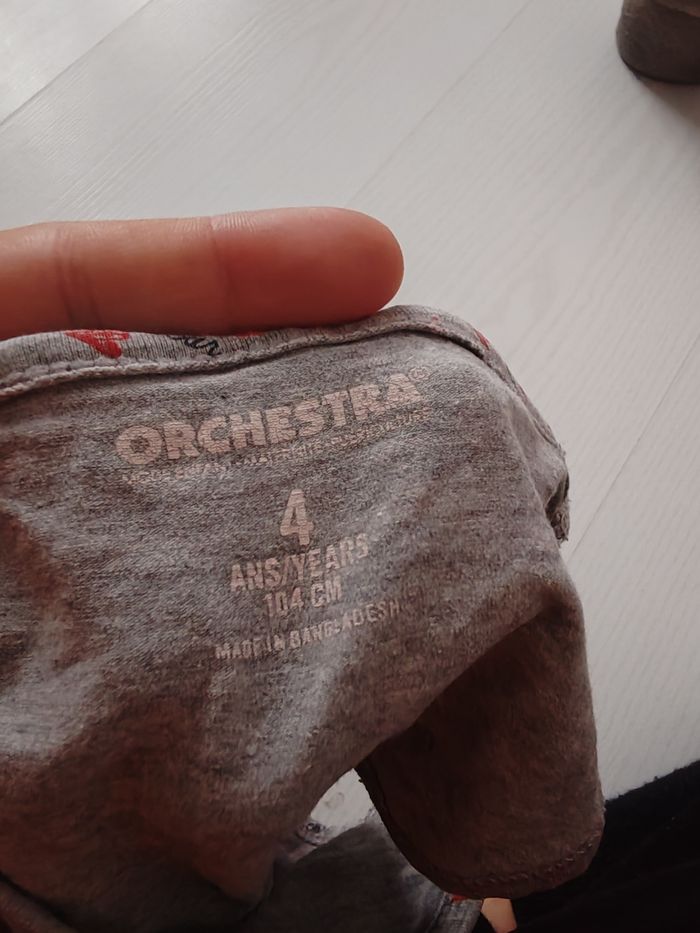 ORCHESTRA®
4
ANS/YEARS
104 CM
MADE IN BANGLADESH